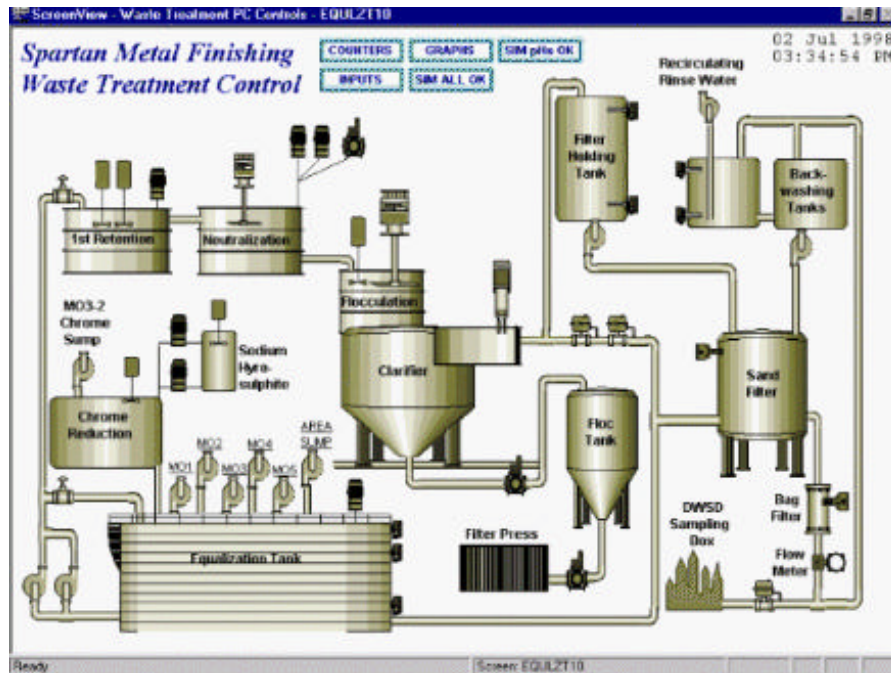 ScreenView - Waste Treatment PC Controls - EQULZT10
Spartan Metal Finishing
Waste Treatment Control
COUNTERS
GRAPHS
SIM pHs OK
INPUTS
SIM ALL OK
02 Jul 1998
03:34:54 PM
Recirculating
Rinse Water
Filter
Holding
Tank
Back-
washing
Tanks
1st Retention
Neutralization
Flocculation
MO3-2
Chrome
Sump
Sodium
Hyro-
sulphite
Clarifier
Sand
Filter
Chrome
Reduction
Floc
Tank
AREA
SUMP
MO1
MO2
MO3
MO4
MO5
Equalization Tank
Filter Press
DWSD
Sampling
Box
Bag
Filter
Flow
Meter
Ready
Screen: EQULZT10